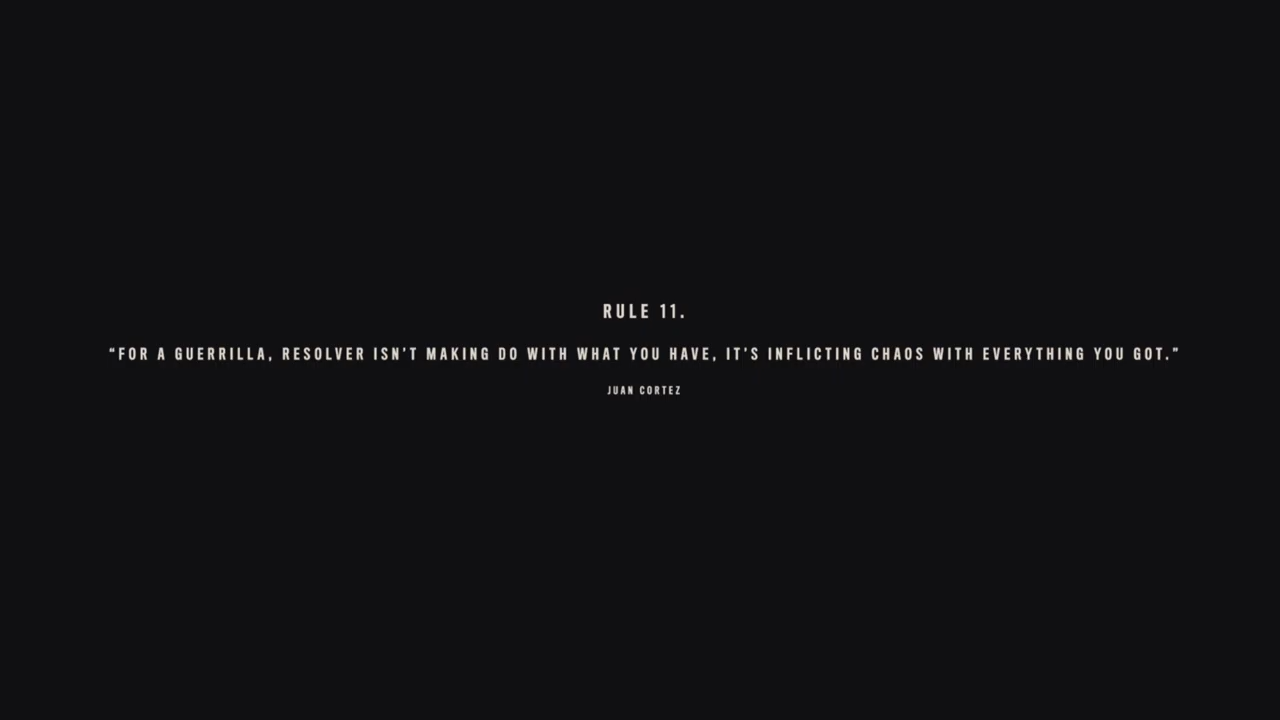 RULE 11.
“FOR A GUERRILLA, RESOLVER ISN’T MAKING DO WITH WHAT YOU HAVE, IT’S INFLICTING CHAOS WITH EVERYTHING YOU GOT.”
JUAN CORTEZ